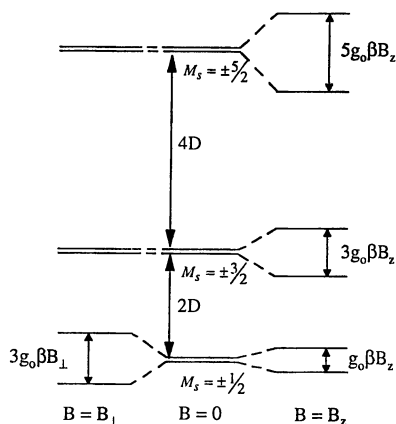 5g₀βB_z
M_s = ±5/2
4D
3g₀βB_z
M_s = ±3/2
2D
3g₀βB_⊥
g₀βB_z
M_s = ±1/2
B = B_⊥ B = 0 B = B_z